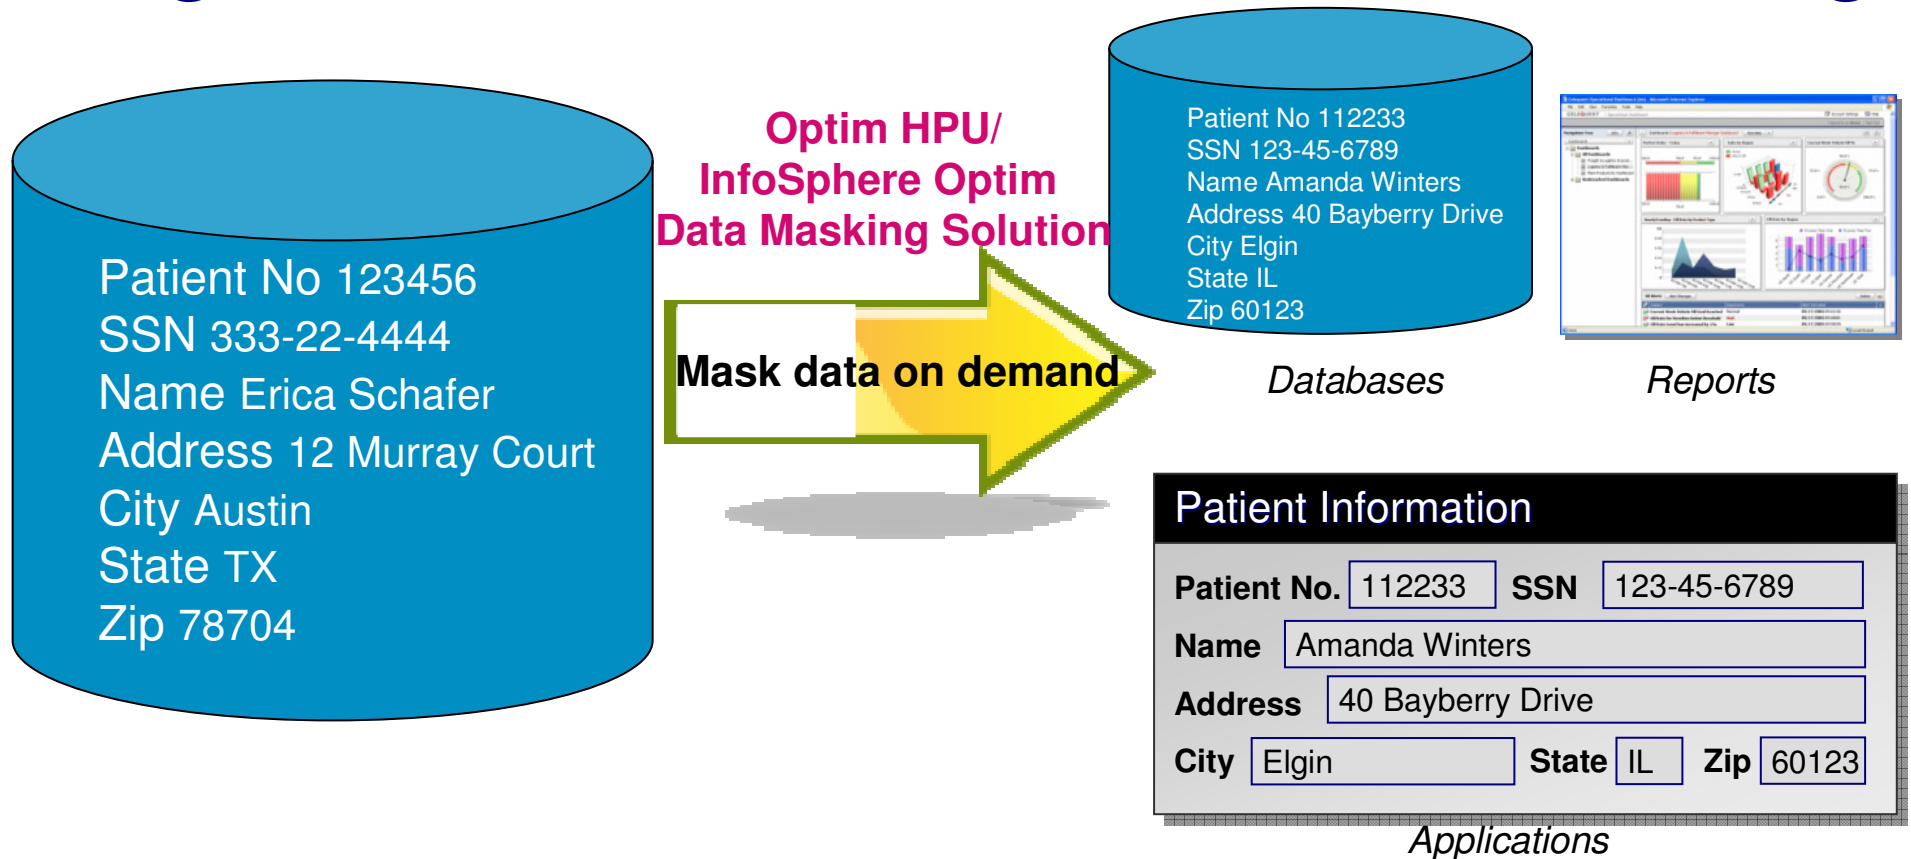 Patient No 123456
SSN 333-22-4444
Name Erica Schafer
Address 12 Murray Court
City Austin
State TX
Zip 78704
Optim HPU/
InfoSphere Optim
Data Masking Solution
Mask data on demand
Patient No 112233
SSN 123-45-6789
Name Amanda Winters
Address 40 Bayberry Drive
City Elgin
State IL
Zip 60123
Databases
Reports
Patient Information
Patient No. 112233 SSN 123-45-6789
Name Amanda Winters
Address 40 Bayberry Drive
City Elgin State IL Zip 60123
Applications